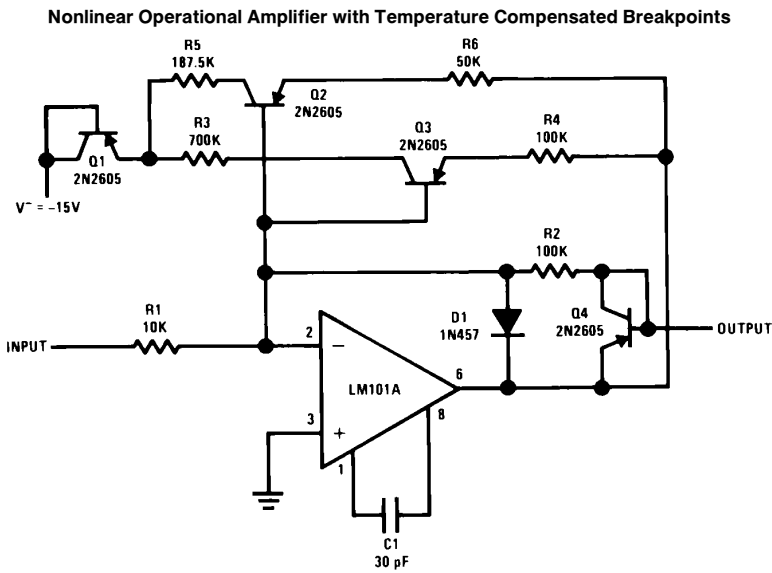 Nonlinear Operational Amplifier with Temperature Compensated Breakpoints
R5
187.5K
R6
50K
Q2
2N2605
R3
700K
Q3
2N2605
R4
100K
Q1
2N2605
V⁻ = −15V
R2
100K
R1
10K
D1
1N457
Q4
2N2605
INPUT
OUTPUT
2
−
LM101A
6
3
+
8
1
C1
30 pF